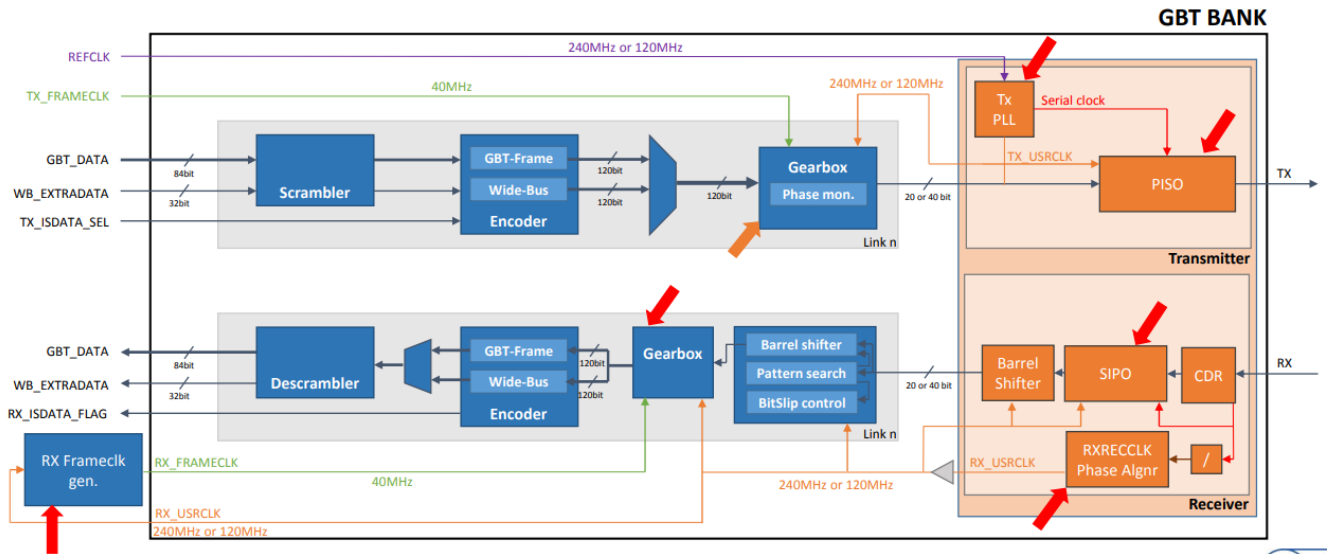 GBT BANK
REFCLK
240MHz or 120MHz
TX_FRAMECLK
40MHz
240MHz or 120MHz
Tx
PLL
Serial clock
TX_USRCLK
GBT_DATA
84bit
WB_EXTRADATA
32bit
TX_ISDATA_SEL
Scrambler
GBT-Frame
Wide-Bus
Encoder
120bit
120bit
120bit
Gearbox
Phase mon.
20 or 40 bit
PISO
TX
Link n
Transmitter
GBT_DATA
84bit
WB_EXTRADATA
32bit
RX_ISDATA_FLAG
Descrambler
GBT-Frame
Wide-Bus
Encoder
120bit
120bit
Gearbox
Barrel shifter
Pattern search
BitSlip control
20 or 40 bit
Barrel
Shifter
SIPO
CDR
RX
Link n
RX Frameclk
gen.
RX_FRAMECLK
40MHz
RX_USRCLK
240MHz or 120MHz
240MHz or 120MHz
RX_USRCLK
RXRECCLK
Phase Algnr
/
Receiver